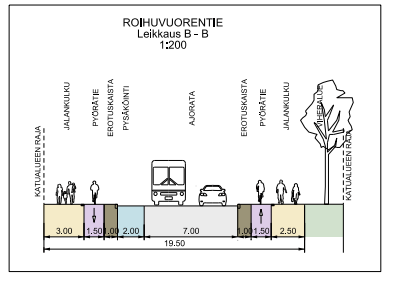 ROIHUVUORENTIE
Leikkaus B - B
1:200
KATUALUEEN RAJA
JALANKULKU
PYÖRÄTIE
EROTUSKAISTA
PYSÄKÖINTI
AJORATA
EROTUSKAISTA
PYÖRÄTIE
JALANKULKU
VIHERALUE
KATUALUEEN RAJA
3.00 1.50 1.00 2.00 7.00 1.00 1.50 2.50
19.50